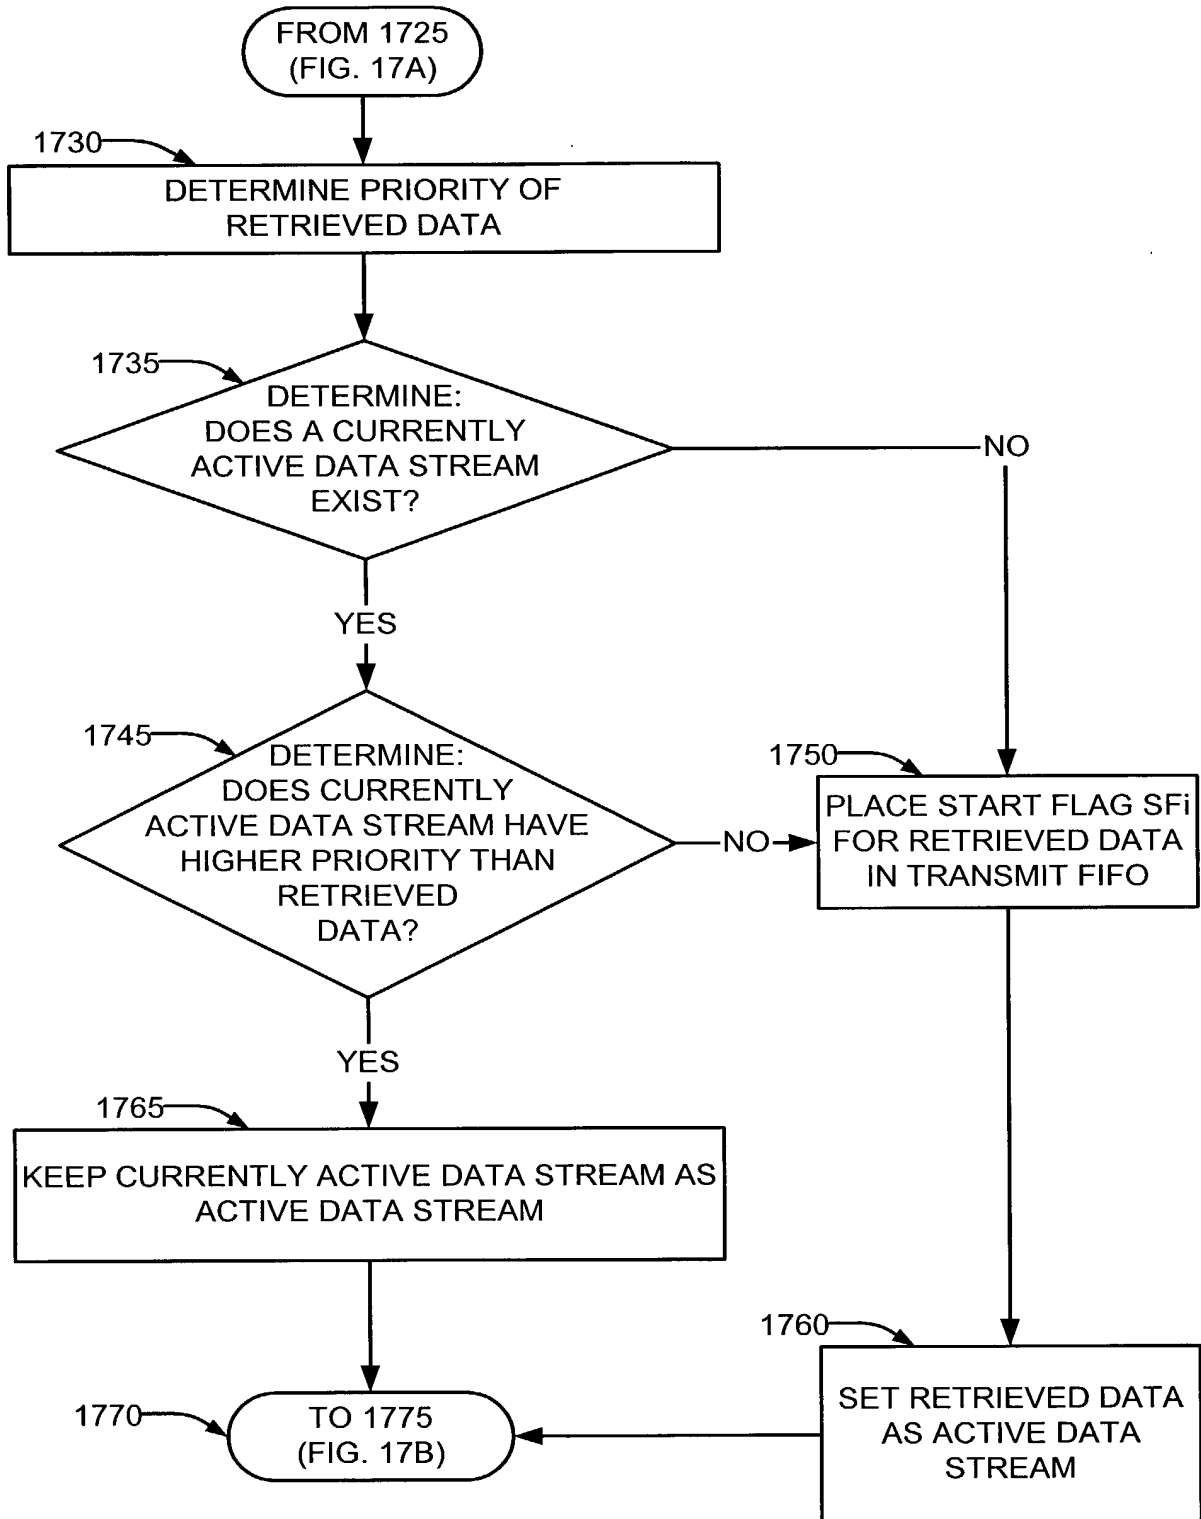 FROM 1725
(FIG. 17A)
1730
DETERMINE PRIORITY OF
RETRIEVED DATA
1735
DETERMINE:
DOES A CURRENTLY
ACTIVE DATA STREAM
EXIST?
NO
YES
1745
DETERMINE:
DOES CURRENTLY
ACTIVE DATA STREAM HAVE
HIGHER PRIORITY THAN
RETRIEVED
DATA?
NO
1750
PLACE START FLAG SFi
FOR RETRIEVED DATA
IN TRANSMIT FIFO
YES
1765
KEEP CURRENTLY ACTIVE DATA STREAM AS
ACTIVE DATA STREAM
1760
SET RETRIEVED DATA
AS ACTIVE DATA
STREAM
1770
TO 1775
(FIG. 17B)